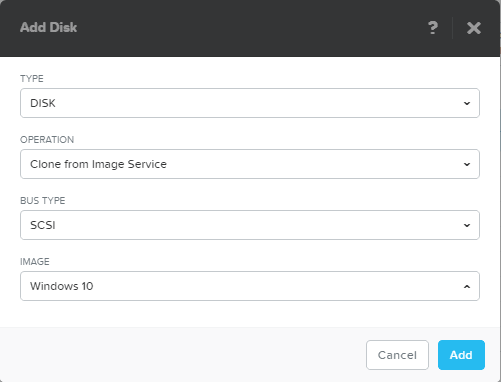 Add Disk
?
TYPE
DISK
OPERATION
Clone from Image Service
BUS TYPE
SCSI
IMAGE
Windows 10
Cancel
Add